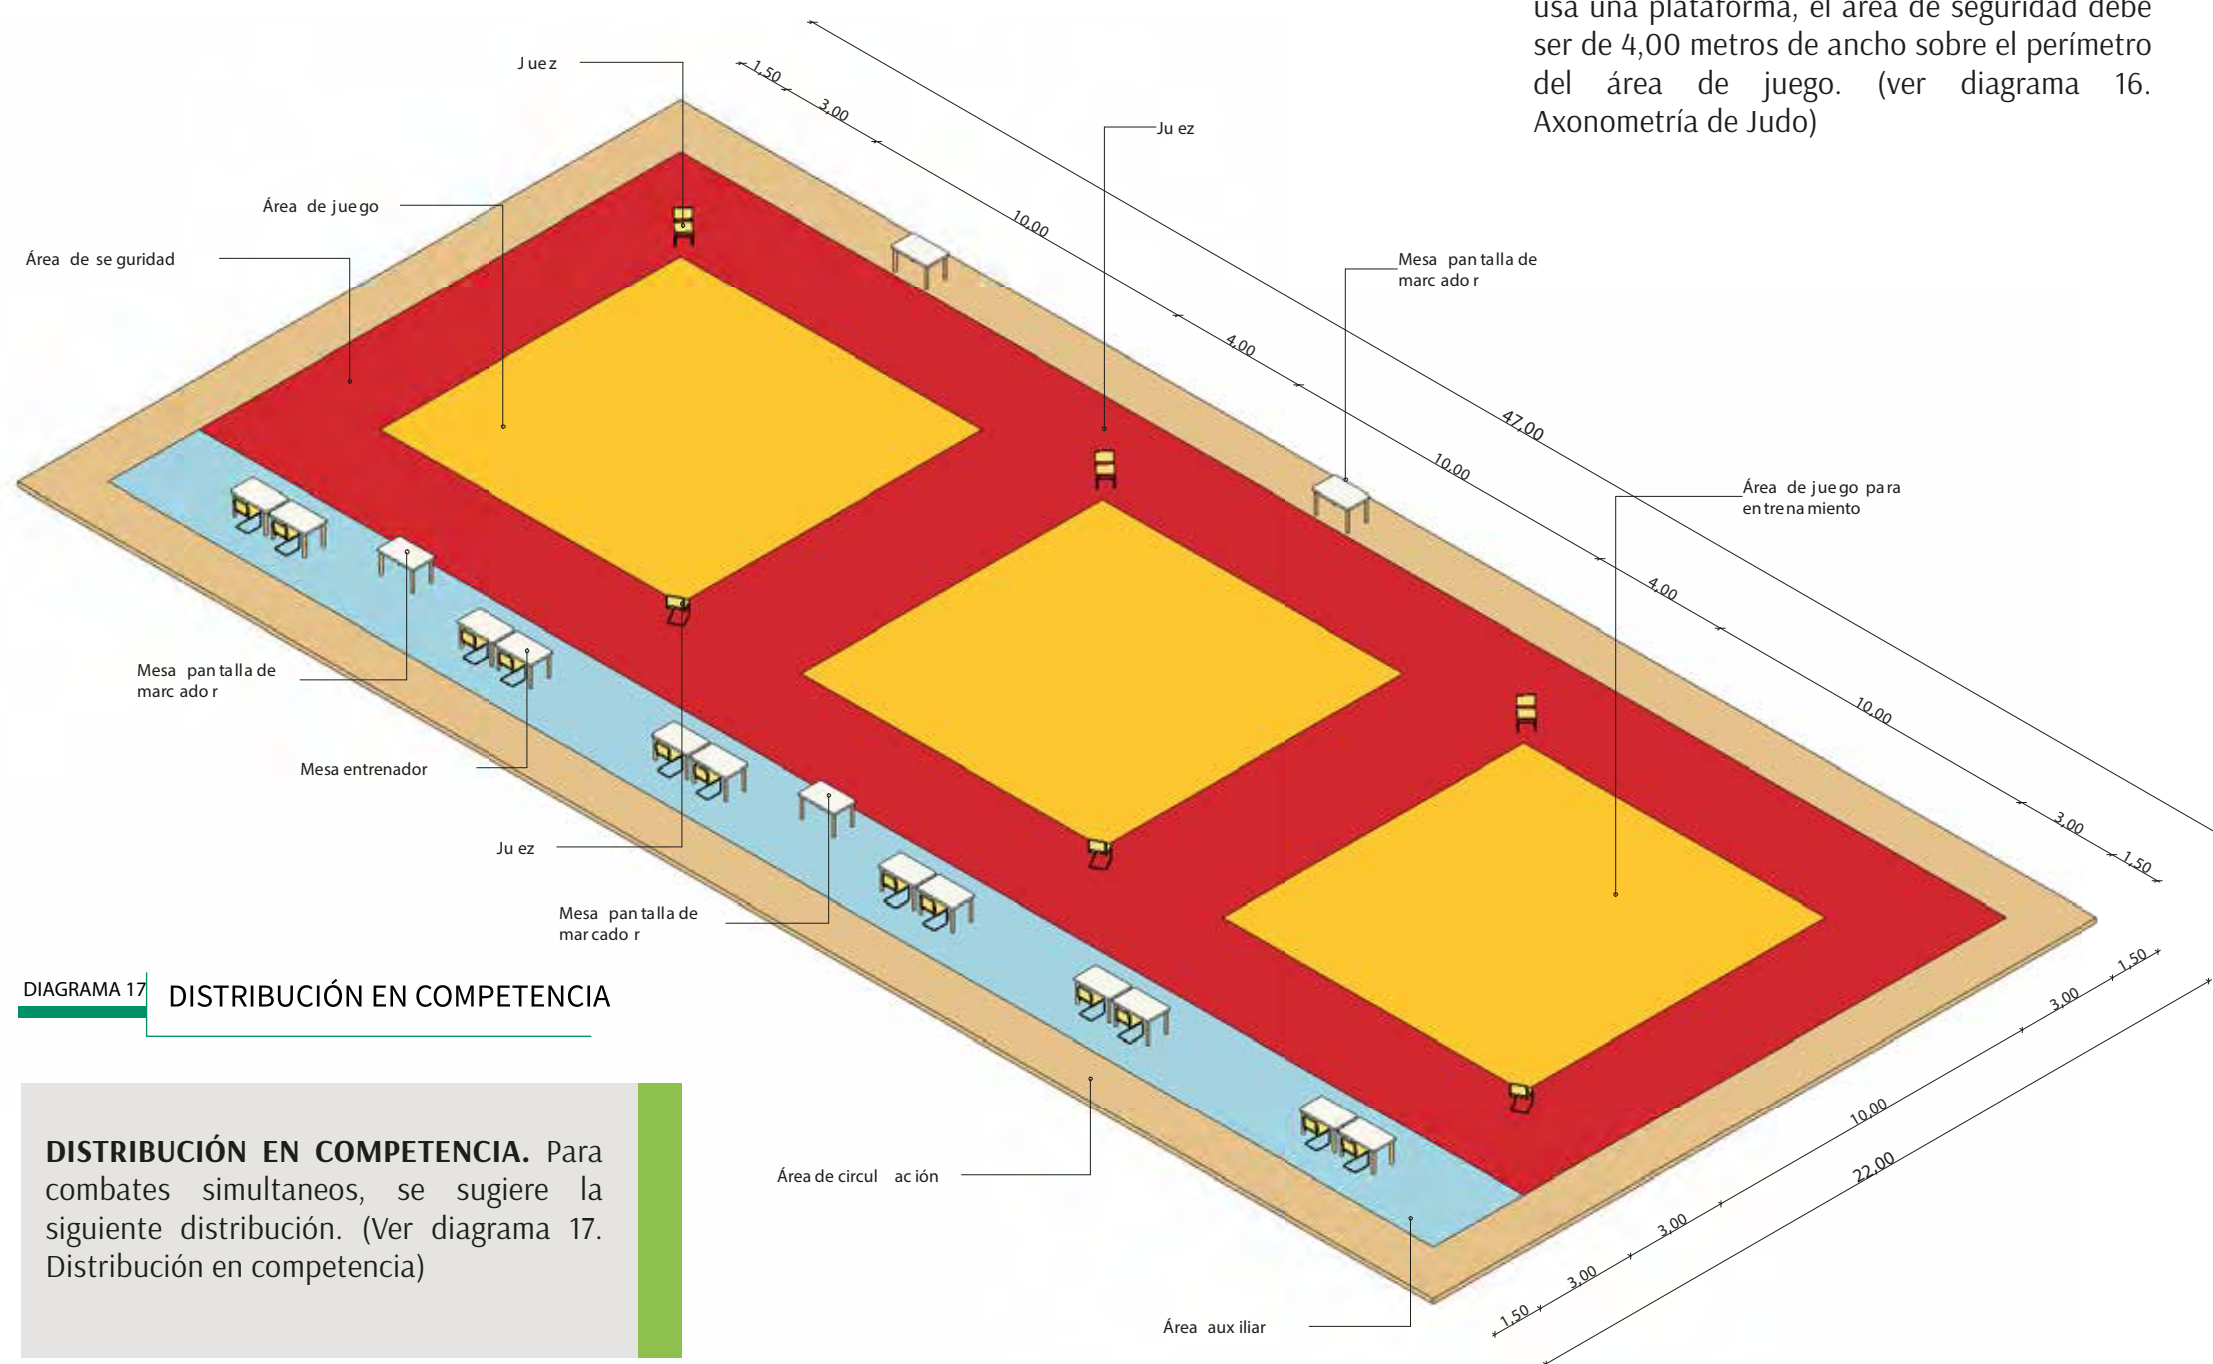 usa una plataforma, el área de seguridad debe
ser de 4,00 metros de ancho sobre el perímetro
del área de juego. (ver diagrama 16.
Axonometría de Judo)
Juez
1,50
3,00
Juez
Área de juego
10,00
Área de seguridad
Mesa pantalla de
marcador
4,00
47,00
10,00
Área de juego para
entrenamiento
4,00
Mesa pantalla de
marcador
10,00
Mesa entrenador
3,00
Juez
1,50
Mesa pantalla de
marcador
1,50
3,00
DIAGRAMA 17
DISTRIBUCIÓN EN COMPETENCIA
10,00
22,00
DISTRIBUCIÓN EN COMPETENCIA. Para
combates simultaneos, se sugiere la
siguiente distribución. (Ver diagrama 17.
Distribución en competencia)
Área de circulación
3,00
3,00
1,50
Área auxiliar